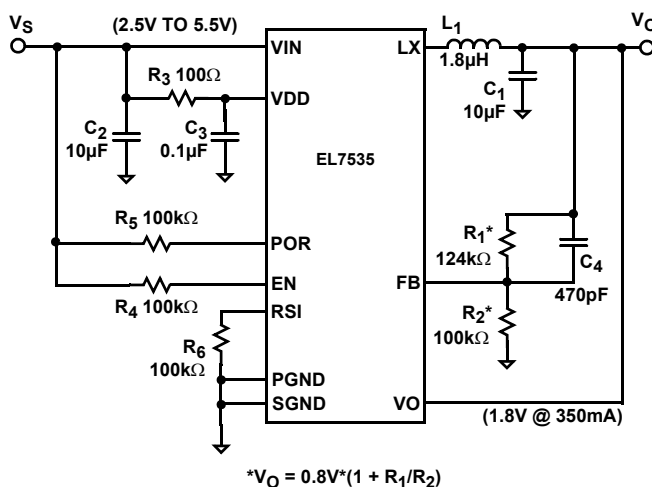 VS
(2.5V TO 5.5V)
VIN
LX
L1
1.8µH
VO
R3 100Ω
VDD
C1
10µF
C2
10µF
C3
0.1µF
EL7535
R5 100kΩ
POR
R1*
124kΩ
C4
470pF
EN
FB
R4 100kΩ
RSI
R2*
100kΩ
R6
100kΩ
PGND
SGND
VO
(1.8V @ 350mA)
*VO = 0.8V*(1 + R1/R2)